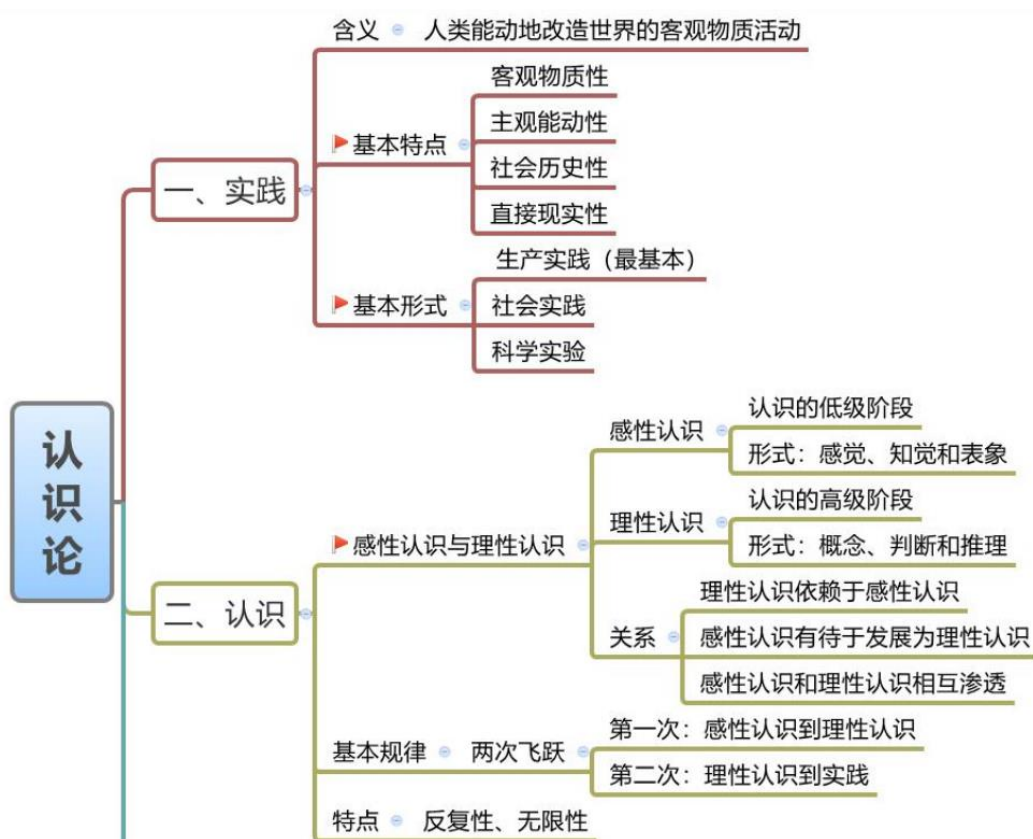 认识论
一、实践
含义
人类能动地改造世界的客观物质活动
基本特点
客观物质性
主观能动性
社会历史性
直接现实性
基本形式
生产实践（最基本）
社会实践
科学实验
二、认识
感性认识与理性认识
感性认识
认识的低级阶段
形式：感觉、知觉和表象
理性认识
认识的高级阶段
形式：概念、判断和推理
关系
理性认识依赖于感性认识
感性认识有待于发展为理性认识
感性认识和理性认识相互渗透
基本规律
两次飞跃
第一次：感性认识到理性认识
第二次：理性认识到实践
特点
反复性、无限性